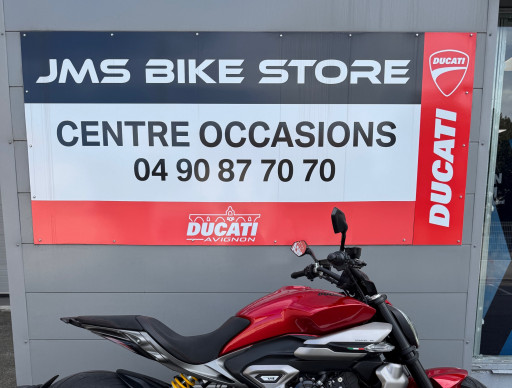 JMS BIKE STORE
DUCATI
CENTRE OCCASIONS
04 90 87 70 70
DUCATI
DUCATI
AVIGNON